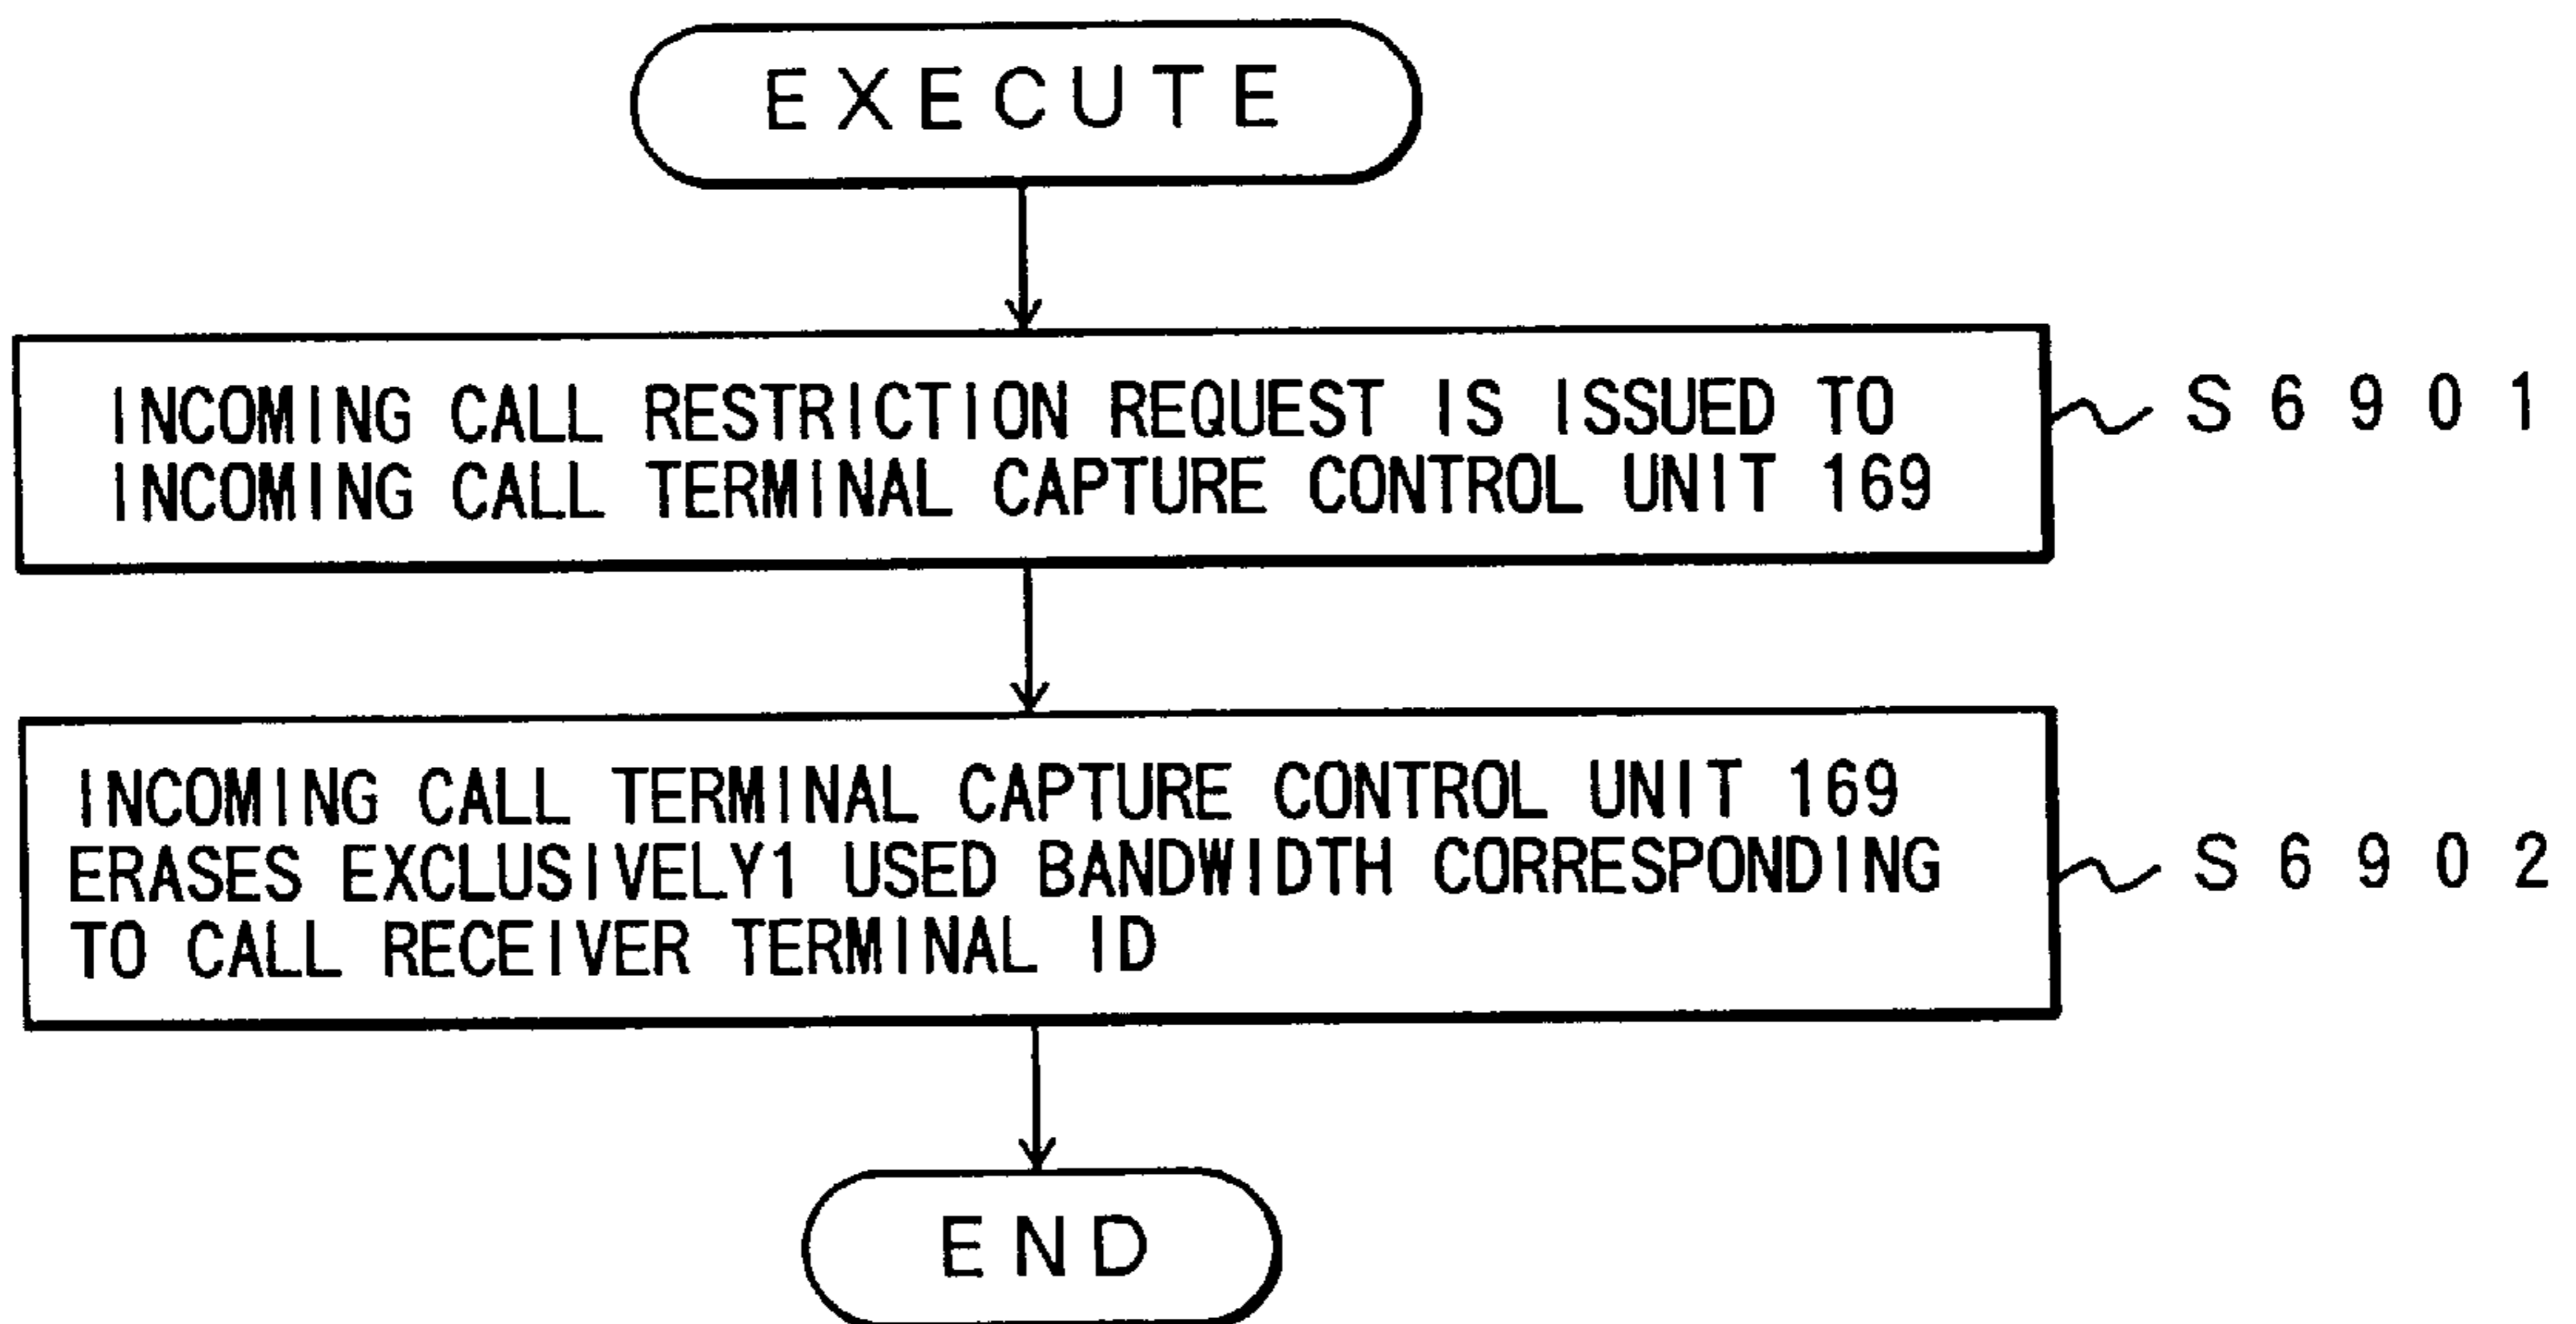 EXECUTE
INCOMING CALL RESTRICTION REQUEST IS ISSUED TO
INCOMING CALL TERMINAL CAPTURE CONTROL UNIT 169
S6901
INCOMING CALL TERMINAL CAPTURE CONTROL UNIT 169
ERASES EXCLUSIVELY1 USED BANDWIDTH CORRESPONDING
TO CALL RECEIVER TERMINAL ID
S6902
END